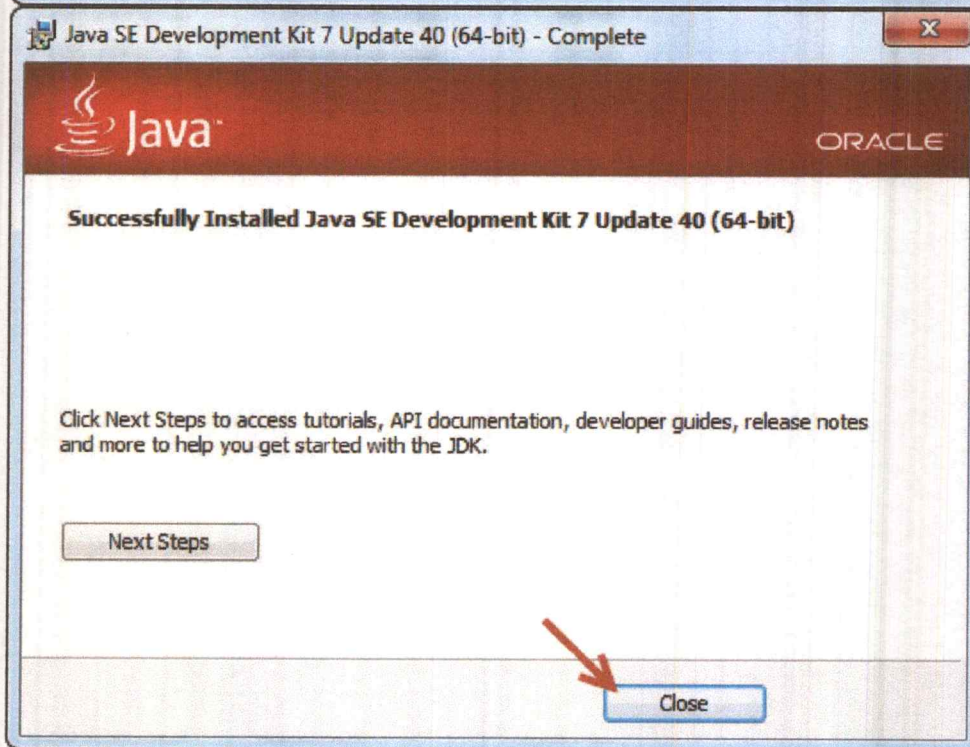 Java SE Development Kit 7 Update 40 (64-bit) - Complete
Java™
ORACLE
Successfully Installed Java SE Development Kit 7 Update 40 (64-bit)
Click Next Steps to access tutorials, API documentation, developer guides, release notes
and more to help you get started with the JDK.
Next Steps
Close